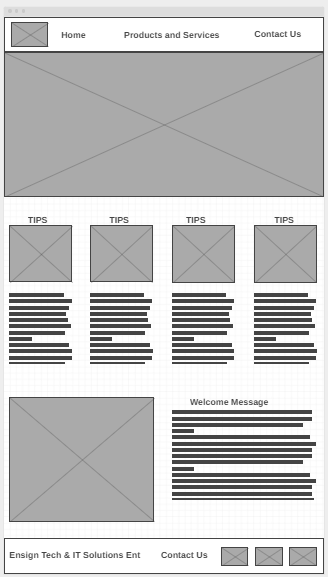 Home Products and Services Contact Us
TIPS TIPS TIPS TIPS
Welcome Message
Ensign Tech & IT Solutions Ent Contact Us